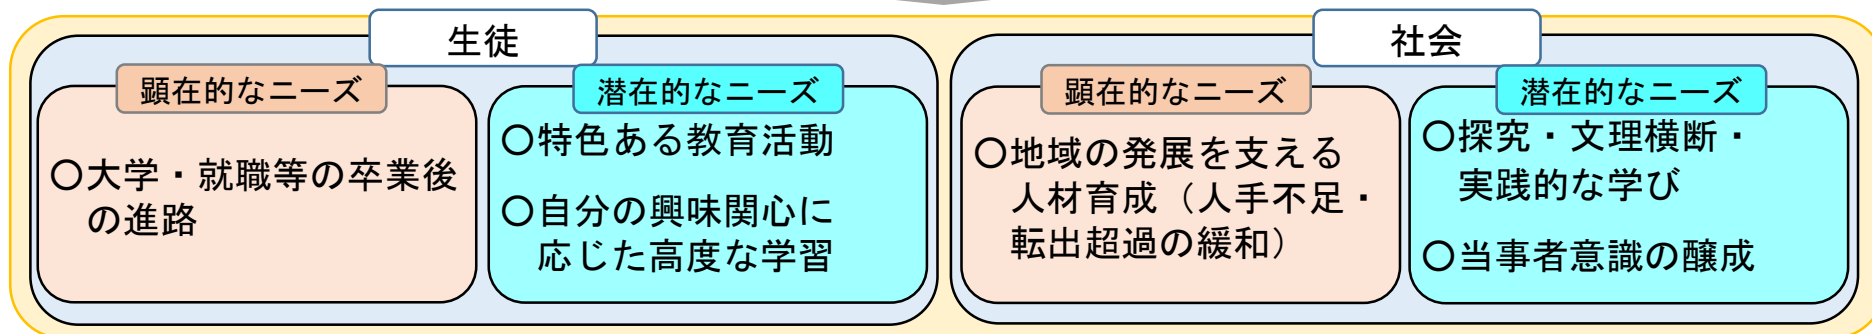 生徒
顕在的なニーズ
〇大学・就職等の卒業後
の進路
潜在的なニーズ
〇特色ある教育活動
〇自分の興味関心に
応じた高度な学習
社会
顕在的なニーズ
〇地域の発展を支える
人材育成（人手不足・
転出超過の緩和）
潜在的なニーズ
〇探究・文理横断・
実践的な学び
〇当事者意識の醸成